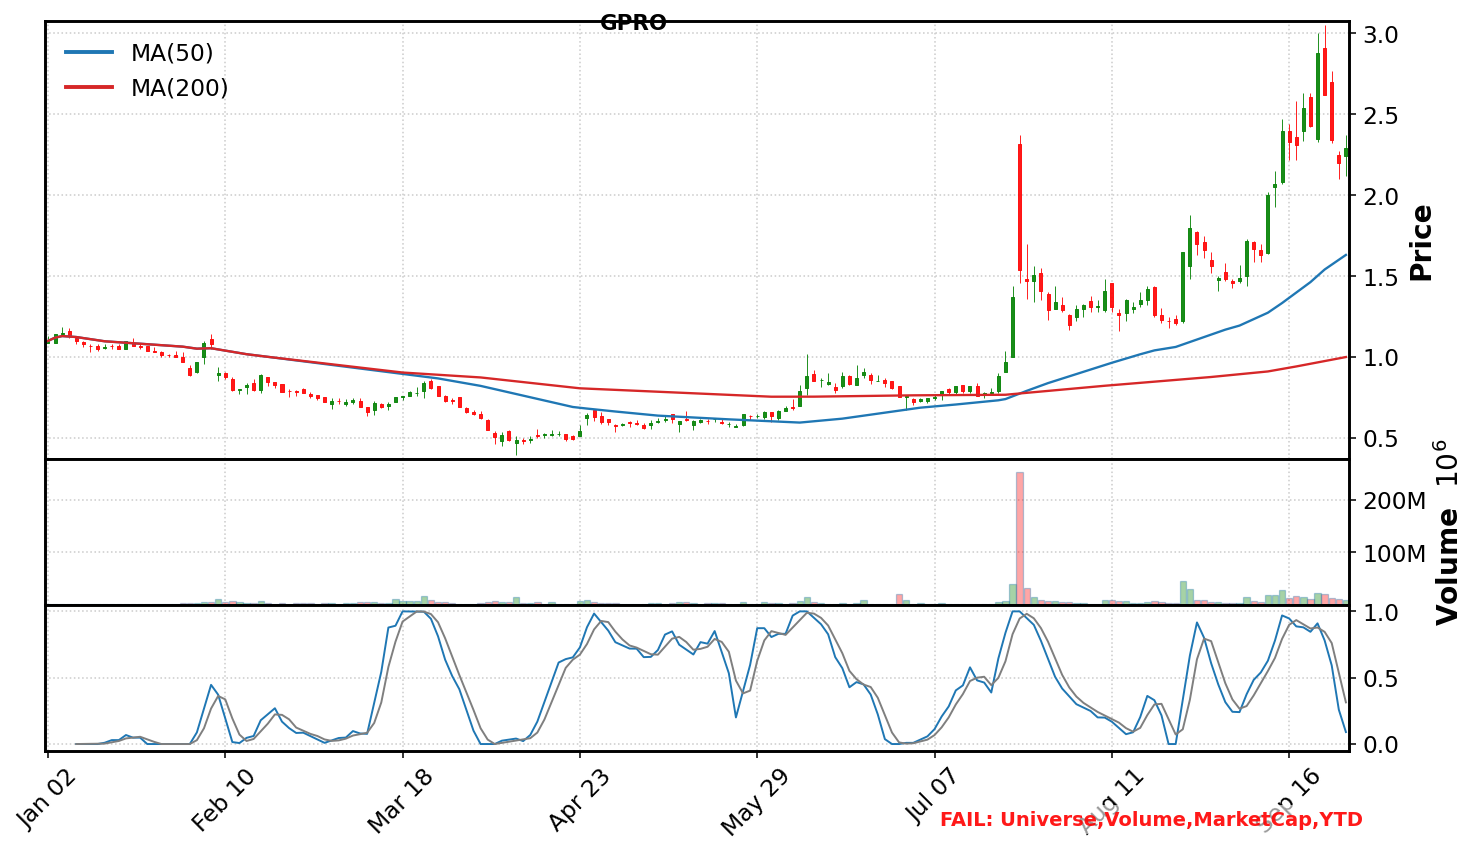 GPRO
MA(50)
MA(200)
3.0
2.5
2.0
1.5
1.0
0.5
Price
200M
100M
Volume 10^6
1.0
0.5
0.0
Jan 02
Feb 10
Mar 18
Apr 23
May 29
Jul 07
Aug 11
Sep 16
FAIL: Universe,Volume,MarketCap,YTD